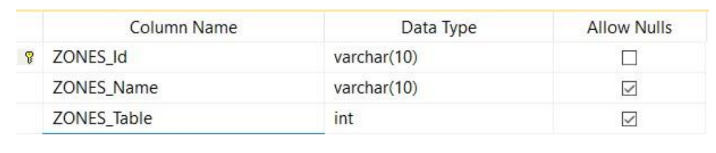 Column Name Data Type Allow Nulls
ZONES_Id varchar(10)
ZONES_Name varchar(10)
ZONES_Table int